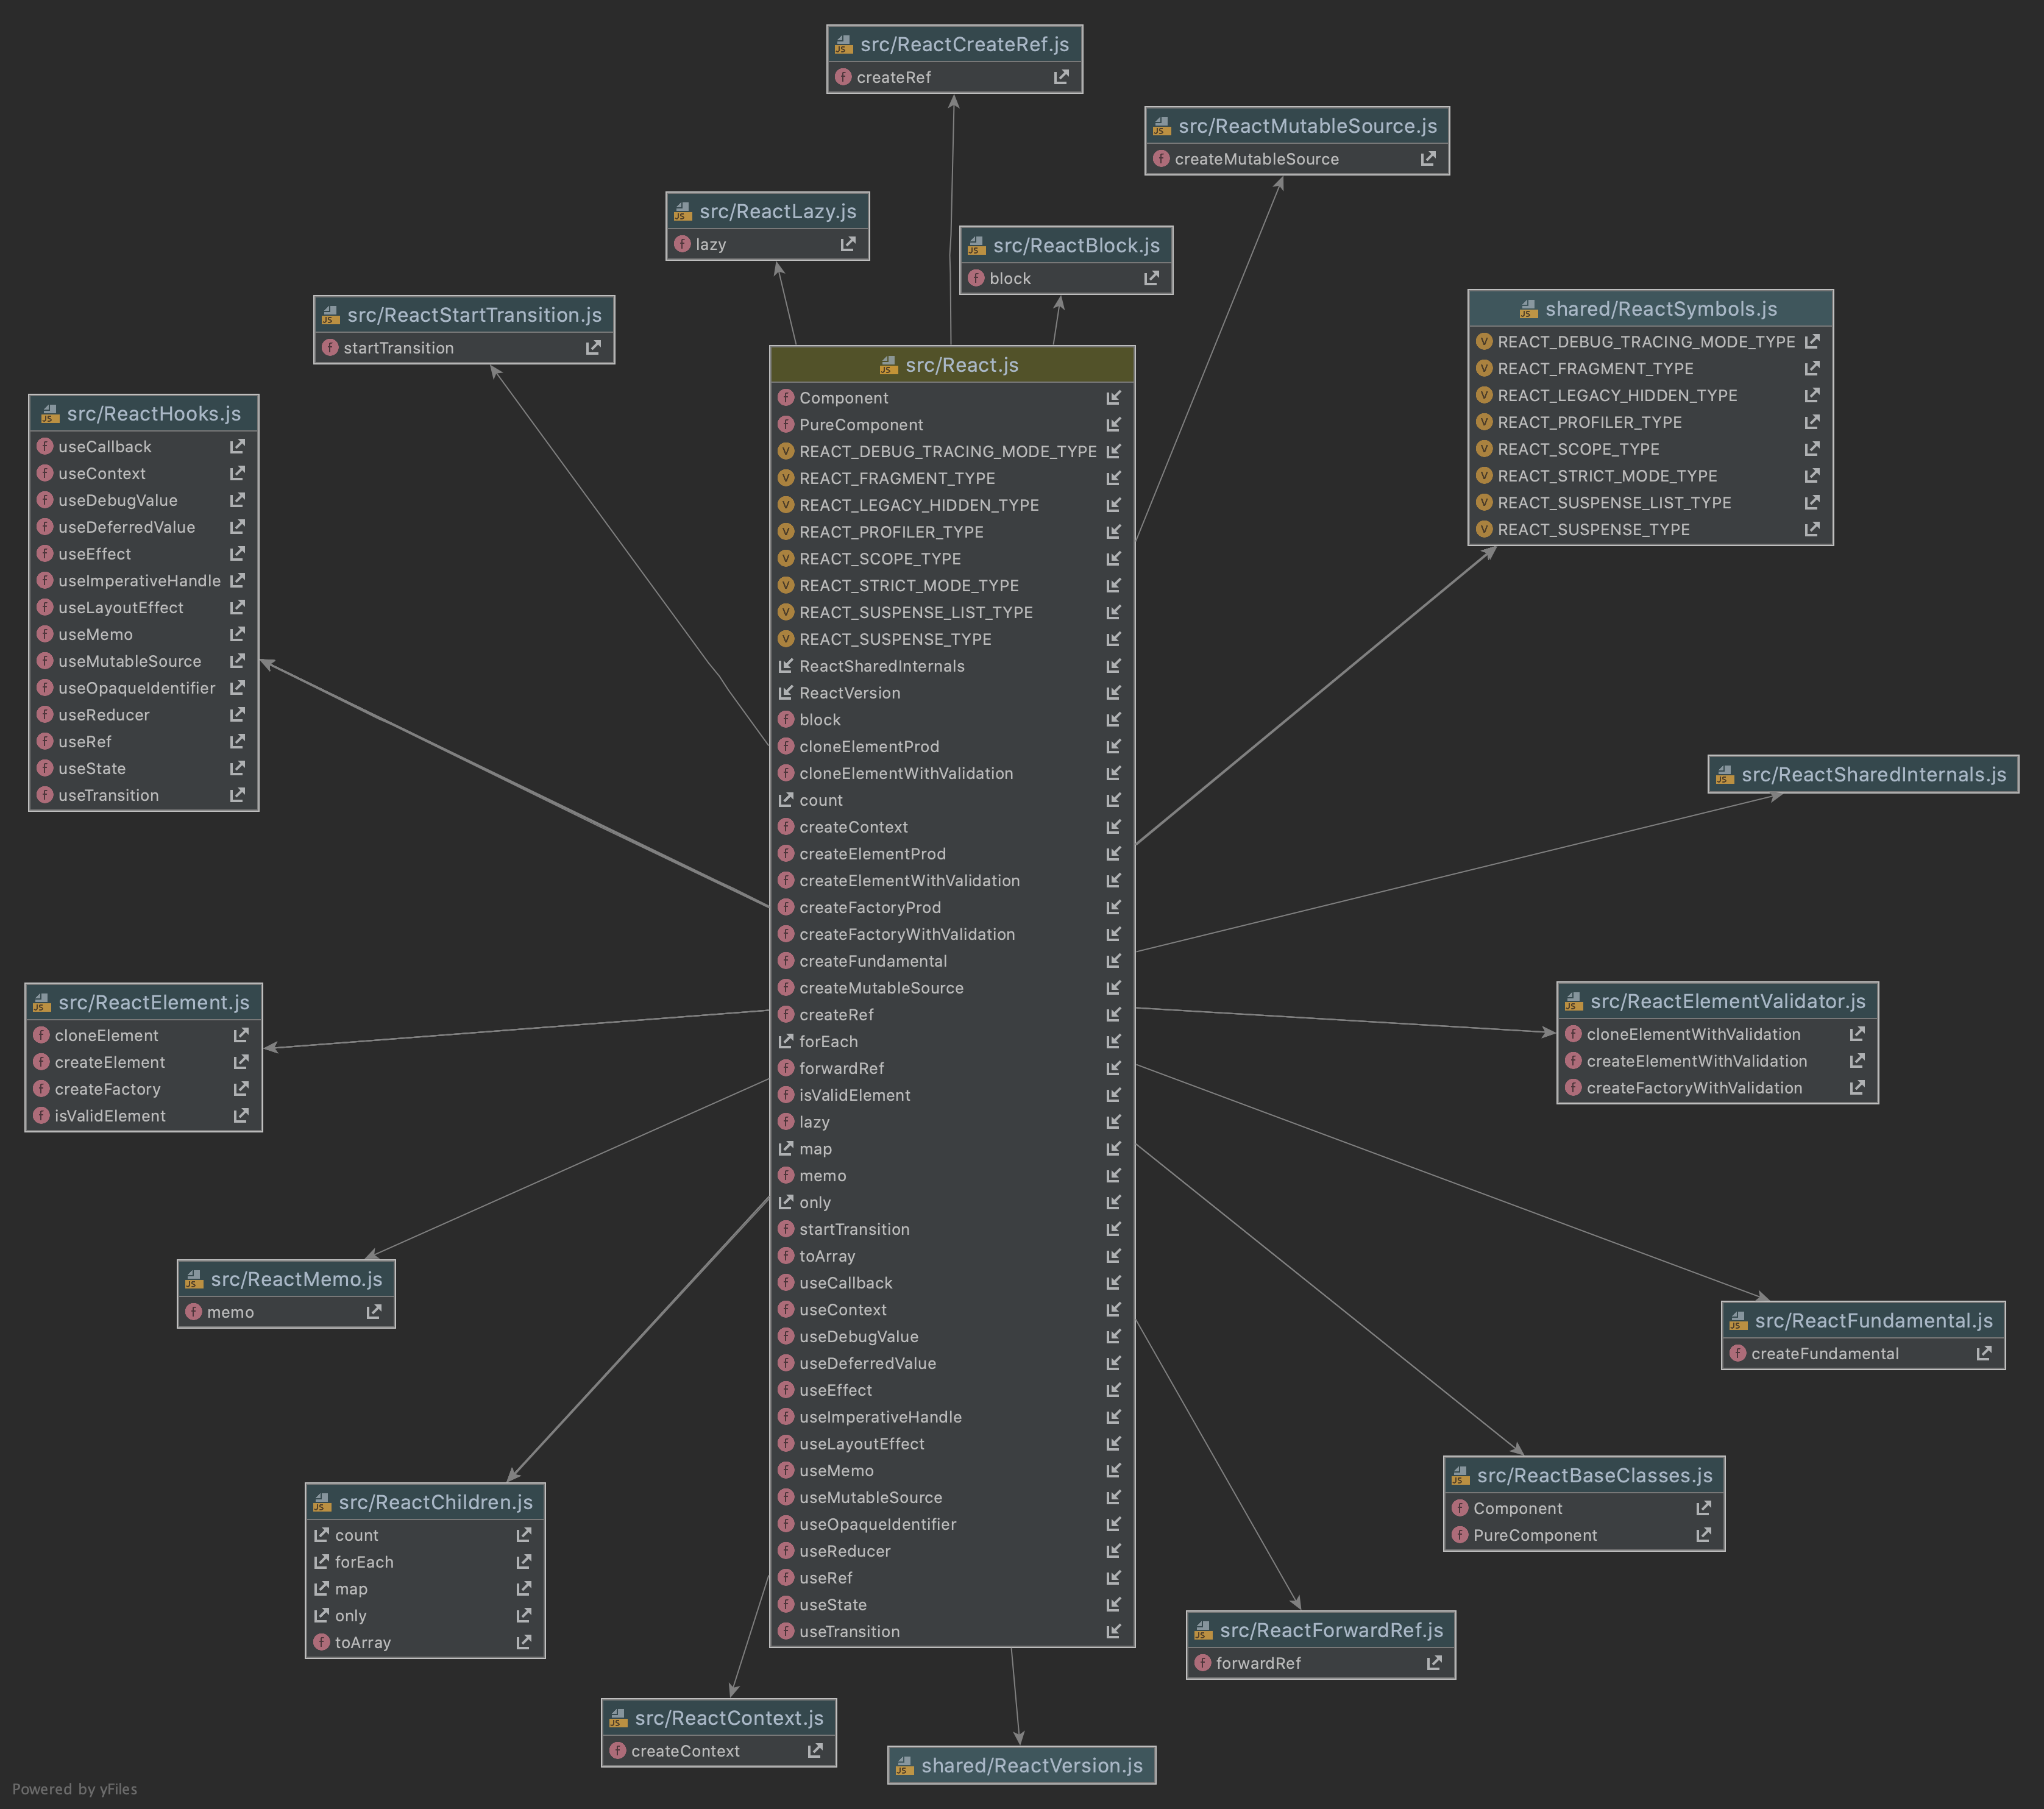 src/ReactCreateRef.js
createRef
src/ReactMutableSource.js
createMutableSource
src/ReactLazy.js
lazy
src/ReactBlock.js
block
src/ReactStartTransition.js
startTransition
shared/ReactSymbols.js
REACT_DEBUG_TRACING_MODE_TYPE
REACT_FRAGMENT_TYPE
REACT_LEGACY_HIDDEN_TYPE
REACT_PROFILER_TYPE
REACT_SCOPE_TYPE
REACT_STRICT_MODE_TYPE
REACT_SUSPENSE_LIST_TYPE
REACT_SUSPENSE_TYPE
src/ReactHooks.js
useCallback
useContext
useDebugValue
useDeferredValue
useEffect
useImperativeHandle
useLayoutEffect
useMemo
useMutableSource
useOpaqueIdentifier
useReducer
useRef
useState
useTransition
src/React.js
Component
PureComponent
REACT_DEBUG_TRACING_MODE_TYPE
REACT_FRAGMENT_TYPE
REACT_LEGACY_HIDDEN_TYPE
REACT_PROFILER_TYPE
REACT_SCOPE_TYPE
REACT_STRICT_MODE_TYPE
REACT_SUSPENSE_LIST_TYPE
REACT_SUSPENSE_TYPE
ReactSharedInternals
ReactVersion
block
cloneElementProd
cloneElementWithValidation
count
createContext
createElementProd
createElementWithValidation
createFactoryProd
createFactoryWithValidation
createFundamental
createMutableSource
createRef
forEach
forwardRef
isValidElement
lazy
map
memo
only
startTransition
toArray
useCallback
useContext
useDebugValue
useDeferredValue
useEffect
useImperativeHandle
useLayoutEffect
useMemo
useMutableSource
useOpaqueIdentifier
useReducer
useRef
useState
useTransition
src/ReactSharedInternals.js
src/ReactElement.js
cloneElement
createElement
createFactory
isValidElement
src/ReactElementValidator.js
cloneElementWithValidation
createElementWithValidation
createFactoryWithValidation
src/ReactMemo.js
memo
src/ReactFundamental.js
createFundamental
src/ReactChildren.js
count
forEach
map
only
toArray
src/ReactBaseClasses.js
Component
PureComponent
src/ReactForwardRef.js
forwardRef
src/ReactContext.js
createContext
shared/ReactVersion.js
Powered by yFiles